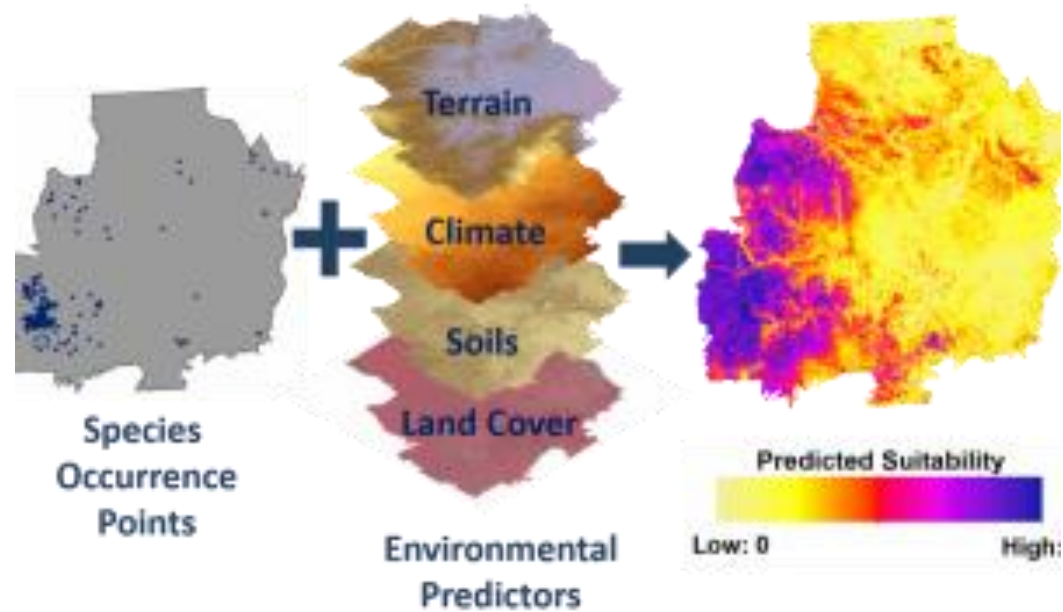 Species
Occurrence
Points
Terrain
Climate
Soils
Land Cover
Environmental
Predictors
Predicted Suitability
Low: 0
High: